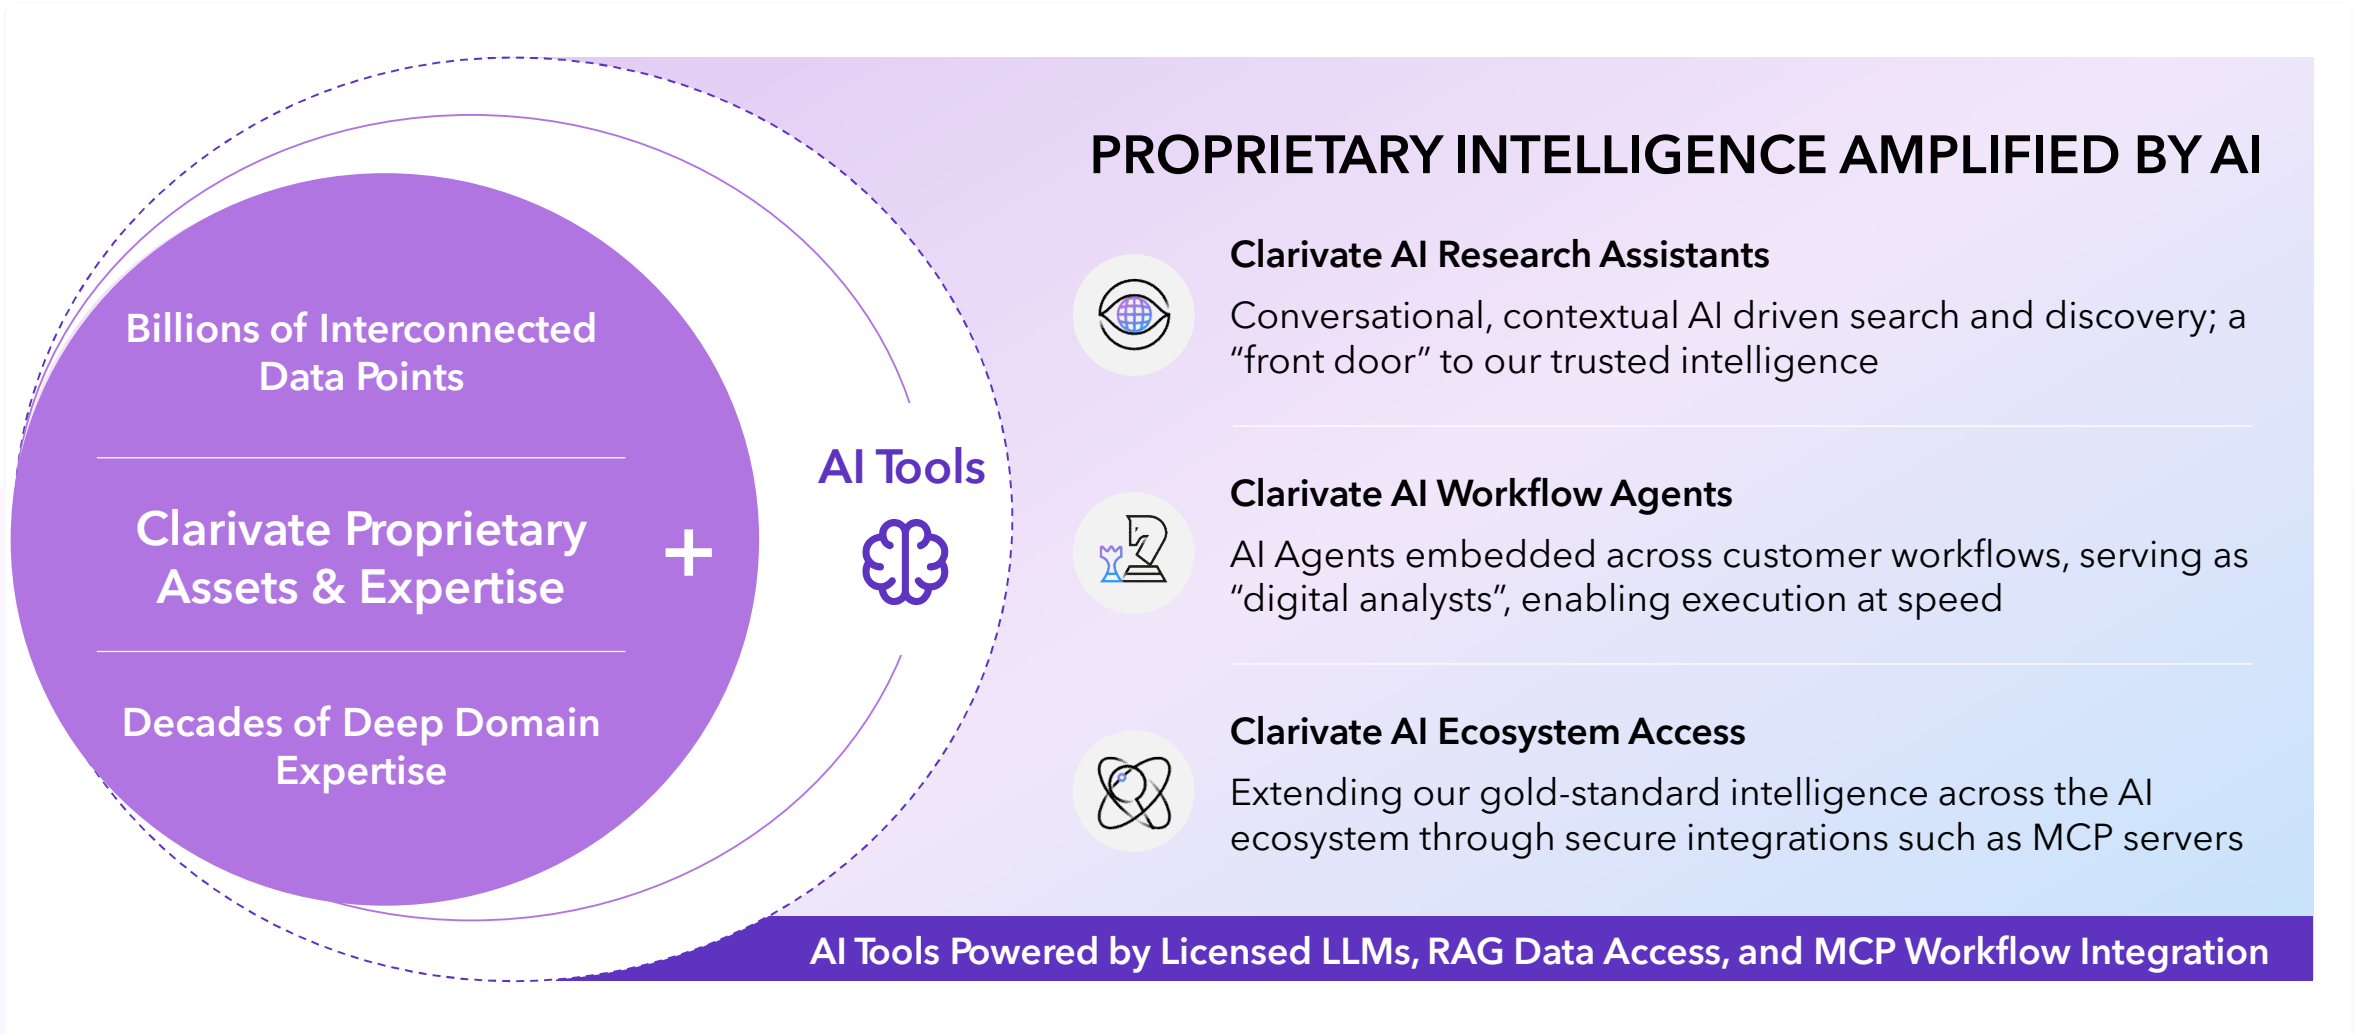 Billions of Interconnected
Data Points
Clarivate Proprietary
Assets & Expertise
+
Decades of Deep Domain
Expertise
AI Tools
PROPRIETARY INTELLIGENCE AMPLIFIED BY AI
Clarivate AI Research Assistants
Conversational, contextual AI driven search and discovery; a
“front door” to our trusted intelligence
Clarivate AI Workflow Agents
AI Agents embedded across customer workflows, serving as
“digital analysts”, enabling execution at speed
Clarivate AI Ecosystem Access
Extending our gold-standard intelligence across the AI
ecosystem through secure integrations such as MCP servers
AI Tools Powered by Licensed LLMs, RAG Data Access, and MCP Workflow Integration